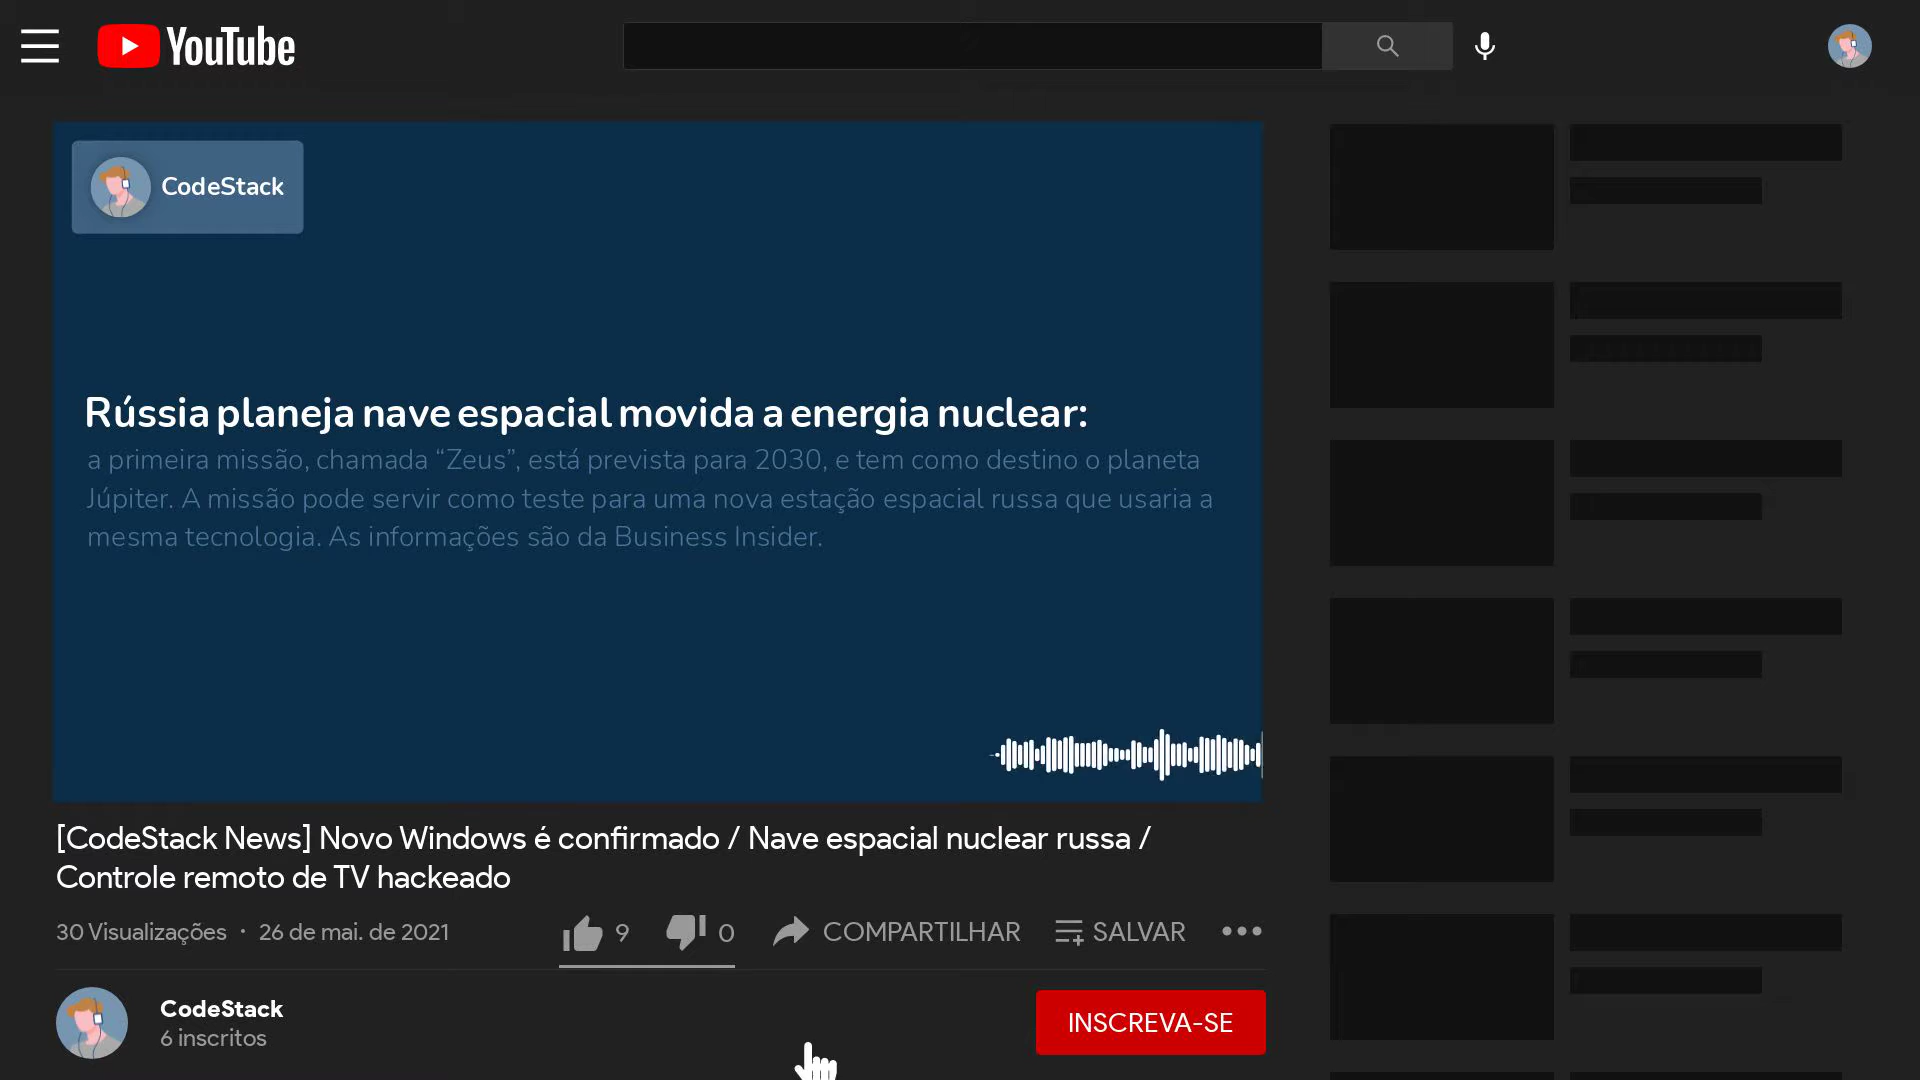 YouTube
CodeStack
Rússia planeja nave espacial movida a energia nuclear:
a primeira missão, chamada “Zeus”, está prevista para 2030, e tem como destino o planeta
Júpiter. A missão pode servir como teste para uma nova estação espacial russa que usaria a
mesma tecnologia. As informações são da Business Insider.
[CodeStack News] Novo Windows é confirmado / Nave espacial nuclear russa /
Controle remoto de TV hackeado
30 Visualizações · 26 de mai. de 2021 9 0 COMPARTILHAR SALVAR
CodeStack
6 inscritos
INSCREVA-SE